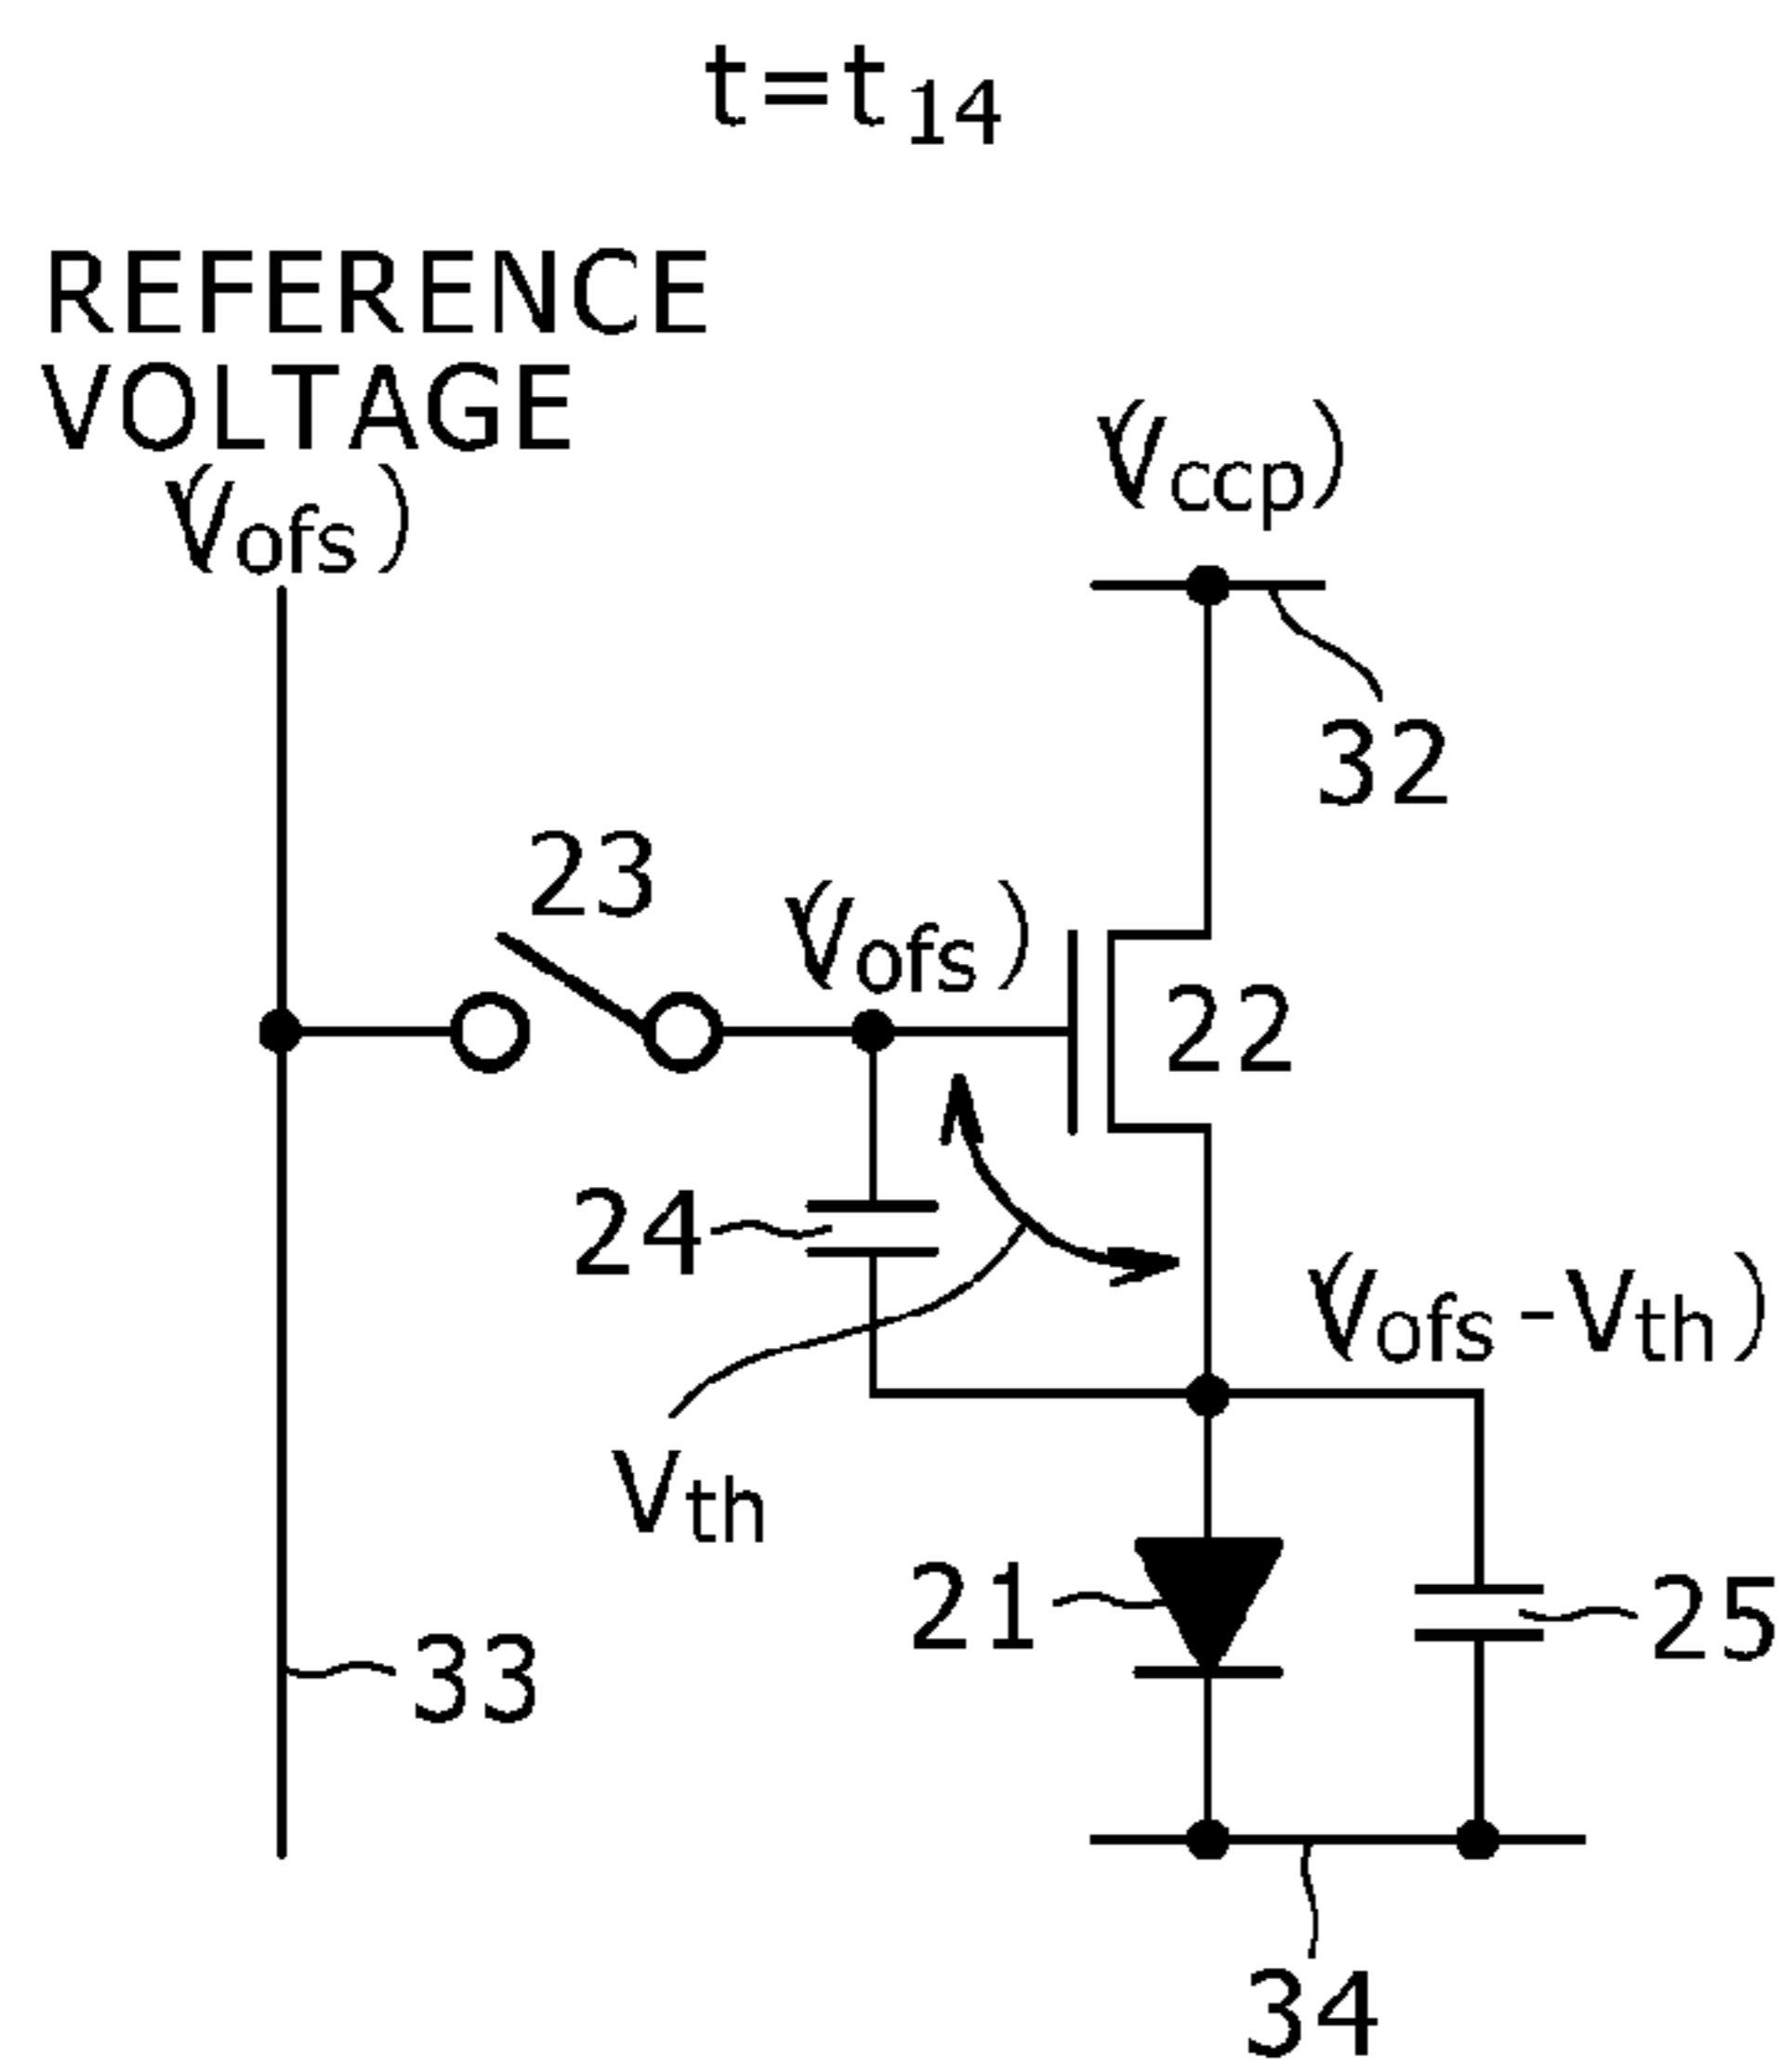 t=t14
REFERENCE
VOLTAGE
(Vofs)
(Vccp)
32
23
(Vofs)
22
24
(Vofs-Vth)
Vth
21
25
33
34